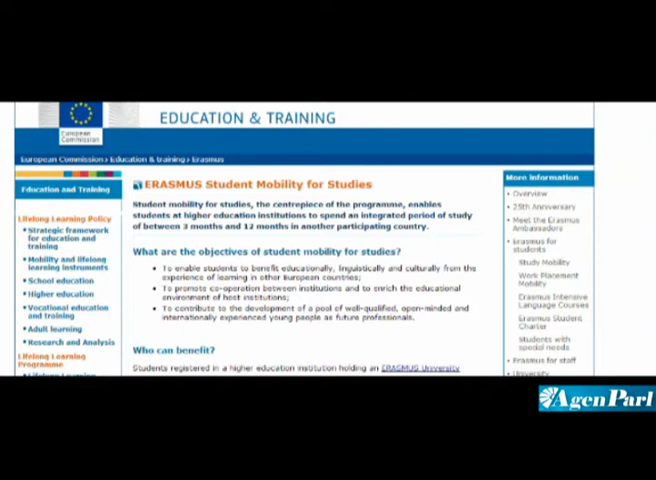 European
Commission
EDUCATION & TRAINING
European Commission> Education & training> Erasmus
Education and Training
Lifelong Learning Policy
Strategic framework
for education and
training
Mobility and lifelong
learning instruments
School education
Higher education
Vocational education
and training
Adult learning
Research and Analysis
Lifelong Learning
Programme
ERASMUS Student Mobility for Studies
Student mobility for studies, the centrepiece of the programme, enables
students at higher education institutions to spend an integrated period of study
of between 3 months and 12 months in another participating country.
What are the objectives of student mobility for studies?
• To enable students to benefit educationally, linguistically and culturally from the
experience of learning in other European countries;
• To promote co-operation between institutions and to enrich the educational
environment of host institutions;
• To contribute to the development of a pool of well-qualified, open-minded and
internationally experienced young people as future professionals.
Who can benefit?
Students registered in a higher education institution holding an ERASMUS University
More information
Overview
25th Anniversary
Meet the Erasmus
Ambassadors
Erasmus for
students
Study Mobility
Work Placement
Mobility
Erasmus Intensive
Language Courses
Erasmus Student
Charter
Students with
special needs
Erasmus for staff
University
AgenParl